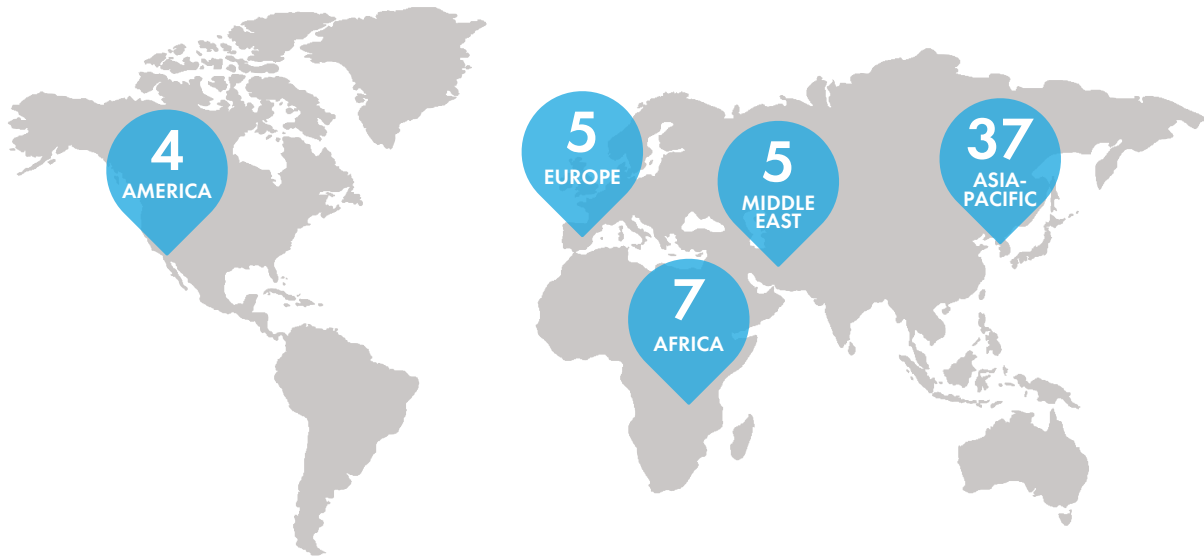 4
AMERICA
5
EUROPE
5
MIDDLE
EAST
37
ASIA-
PACIFIC
7
AFRICA